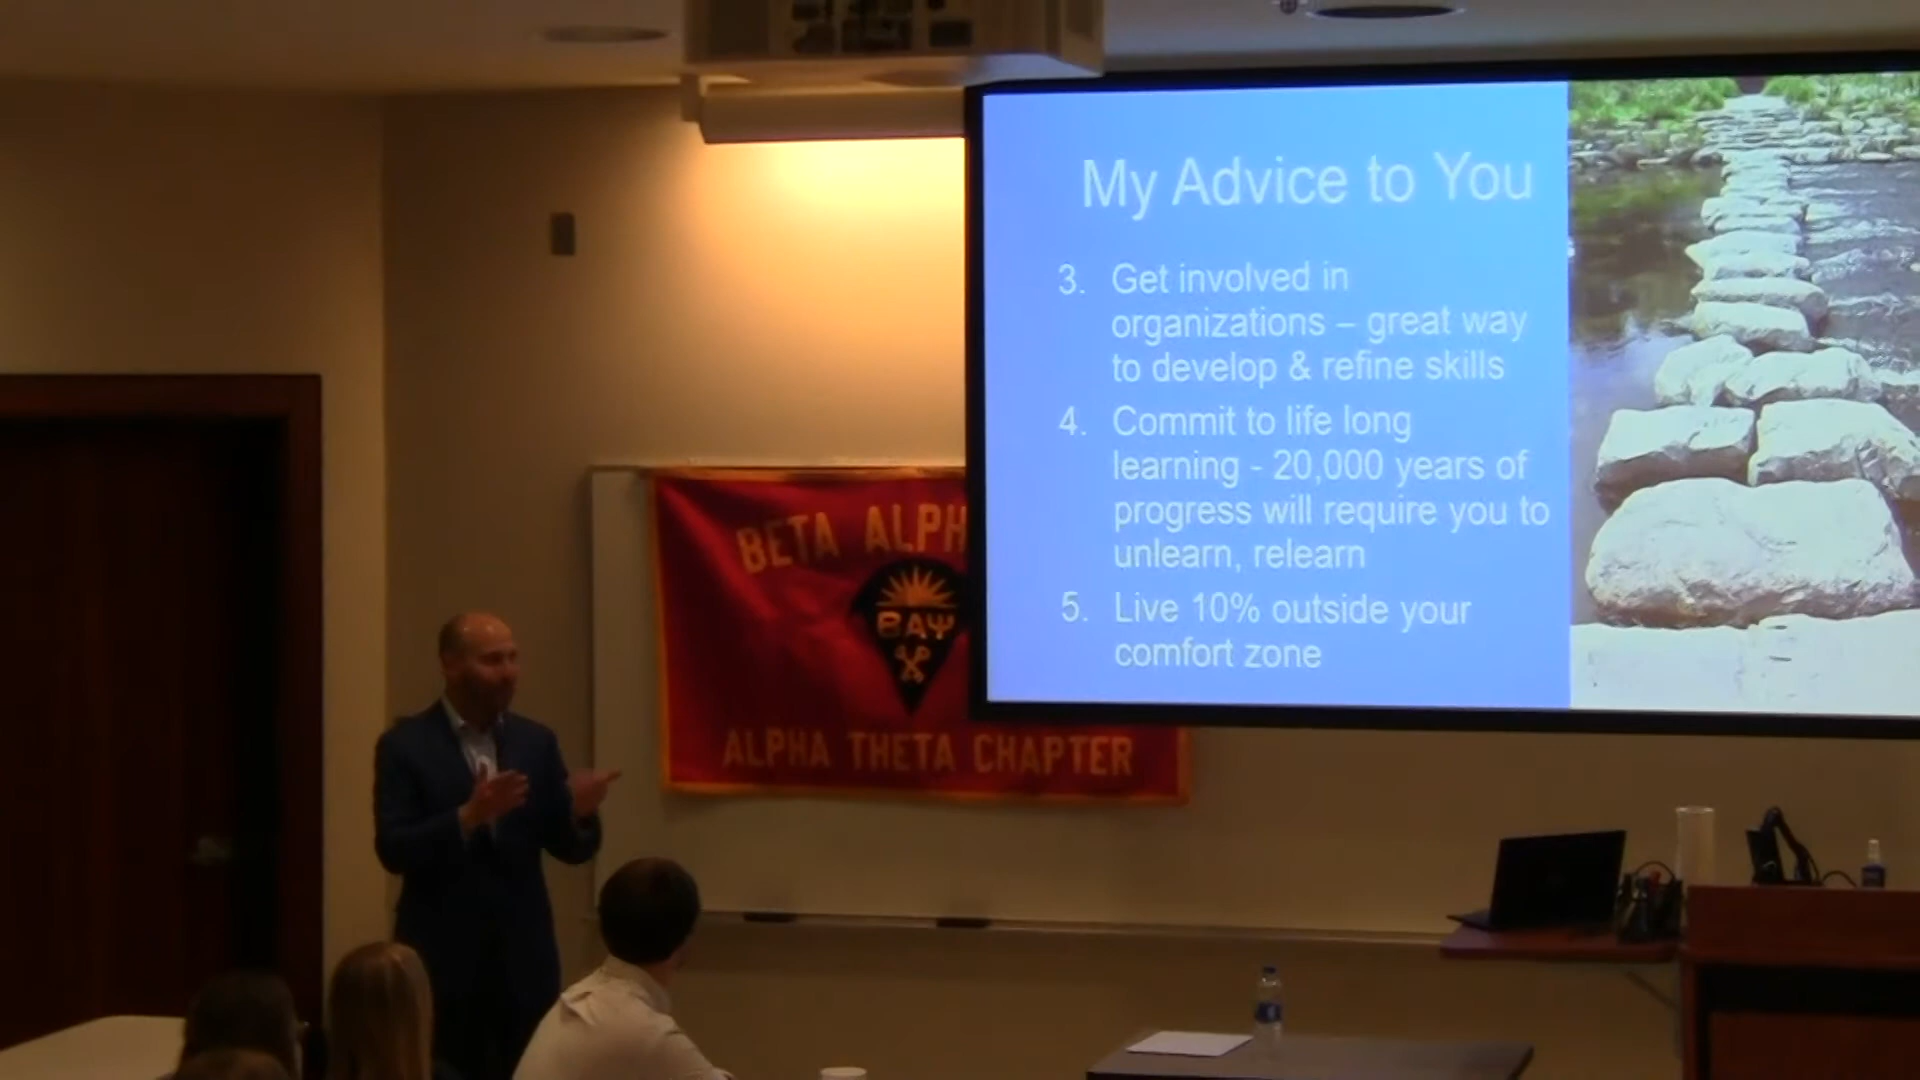 My Advice to You
3. Get involved in
organizations – great way
to develop & refine skills
4. Commit to life long
learning - 20,000 years of
progress will require you to
unlearn, relearn
5. Live 10% outside your
comfort zone
BETA ALPH
ΒΑΨ
ALPHA THETA CHAPTER